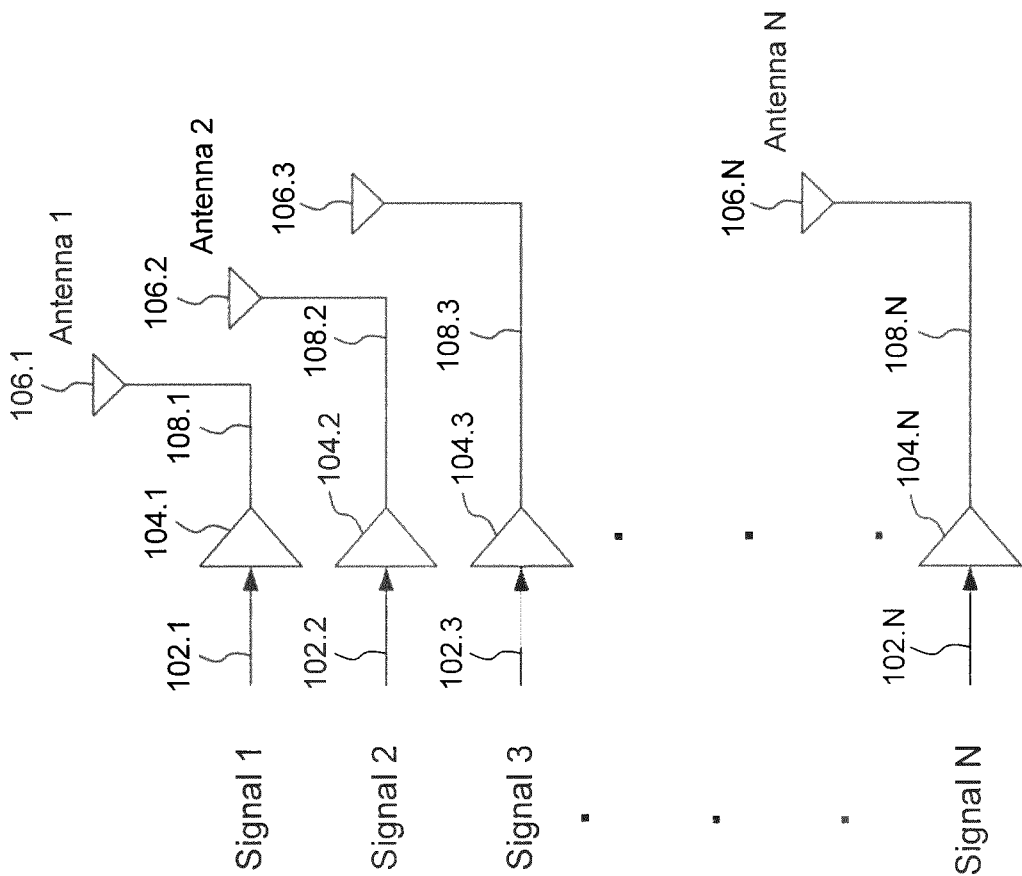 Signal 1
102.1
104.1
108.1
106.1
Antenna 1
Signal 2
102.2
104.2
108.2
106.2
Antenna 2
Signal 3
102.3
104.3
108.3
106.3
Signal N
102.N
104.N
108.N
106.N
Antenna N